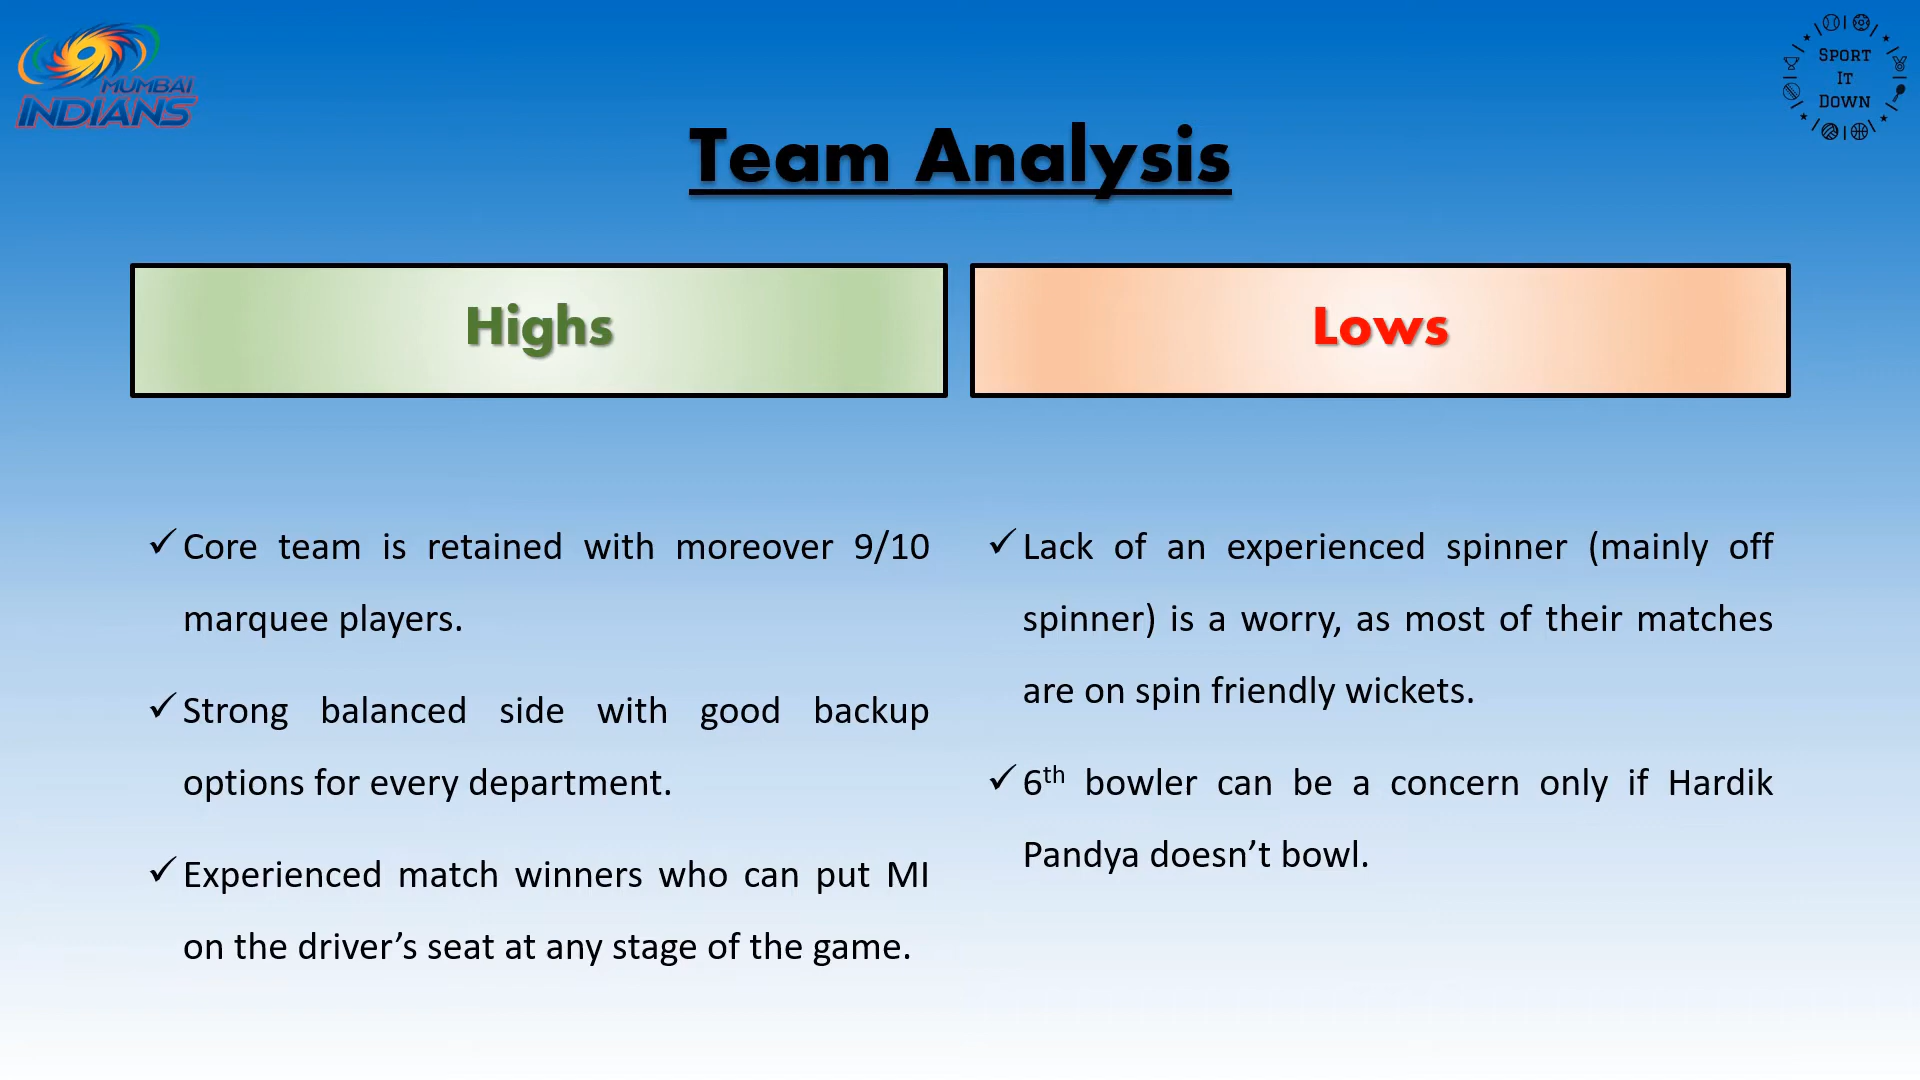 MUMBAI
INDIANS
SPORT
IT
DOWN
Team Analysis
Highs
Lows
✓Core team is retained with moreover 9/10
marquee players.
✓Strong balanced side with good backup
options for every department.
✓Experienced match winners who can put MI
on the driver’s seat at any stage of the game.
✓Lack of an experienced spinner (mainly off
spinner) is a worry, as most of their matches
are on spin friendly wickets.
✓6th bowler can be a concern only if Hardik
Pandya doesn’t bowl.